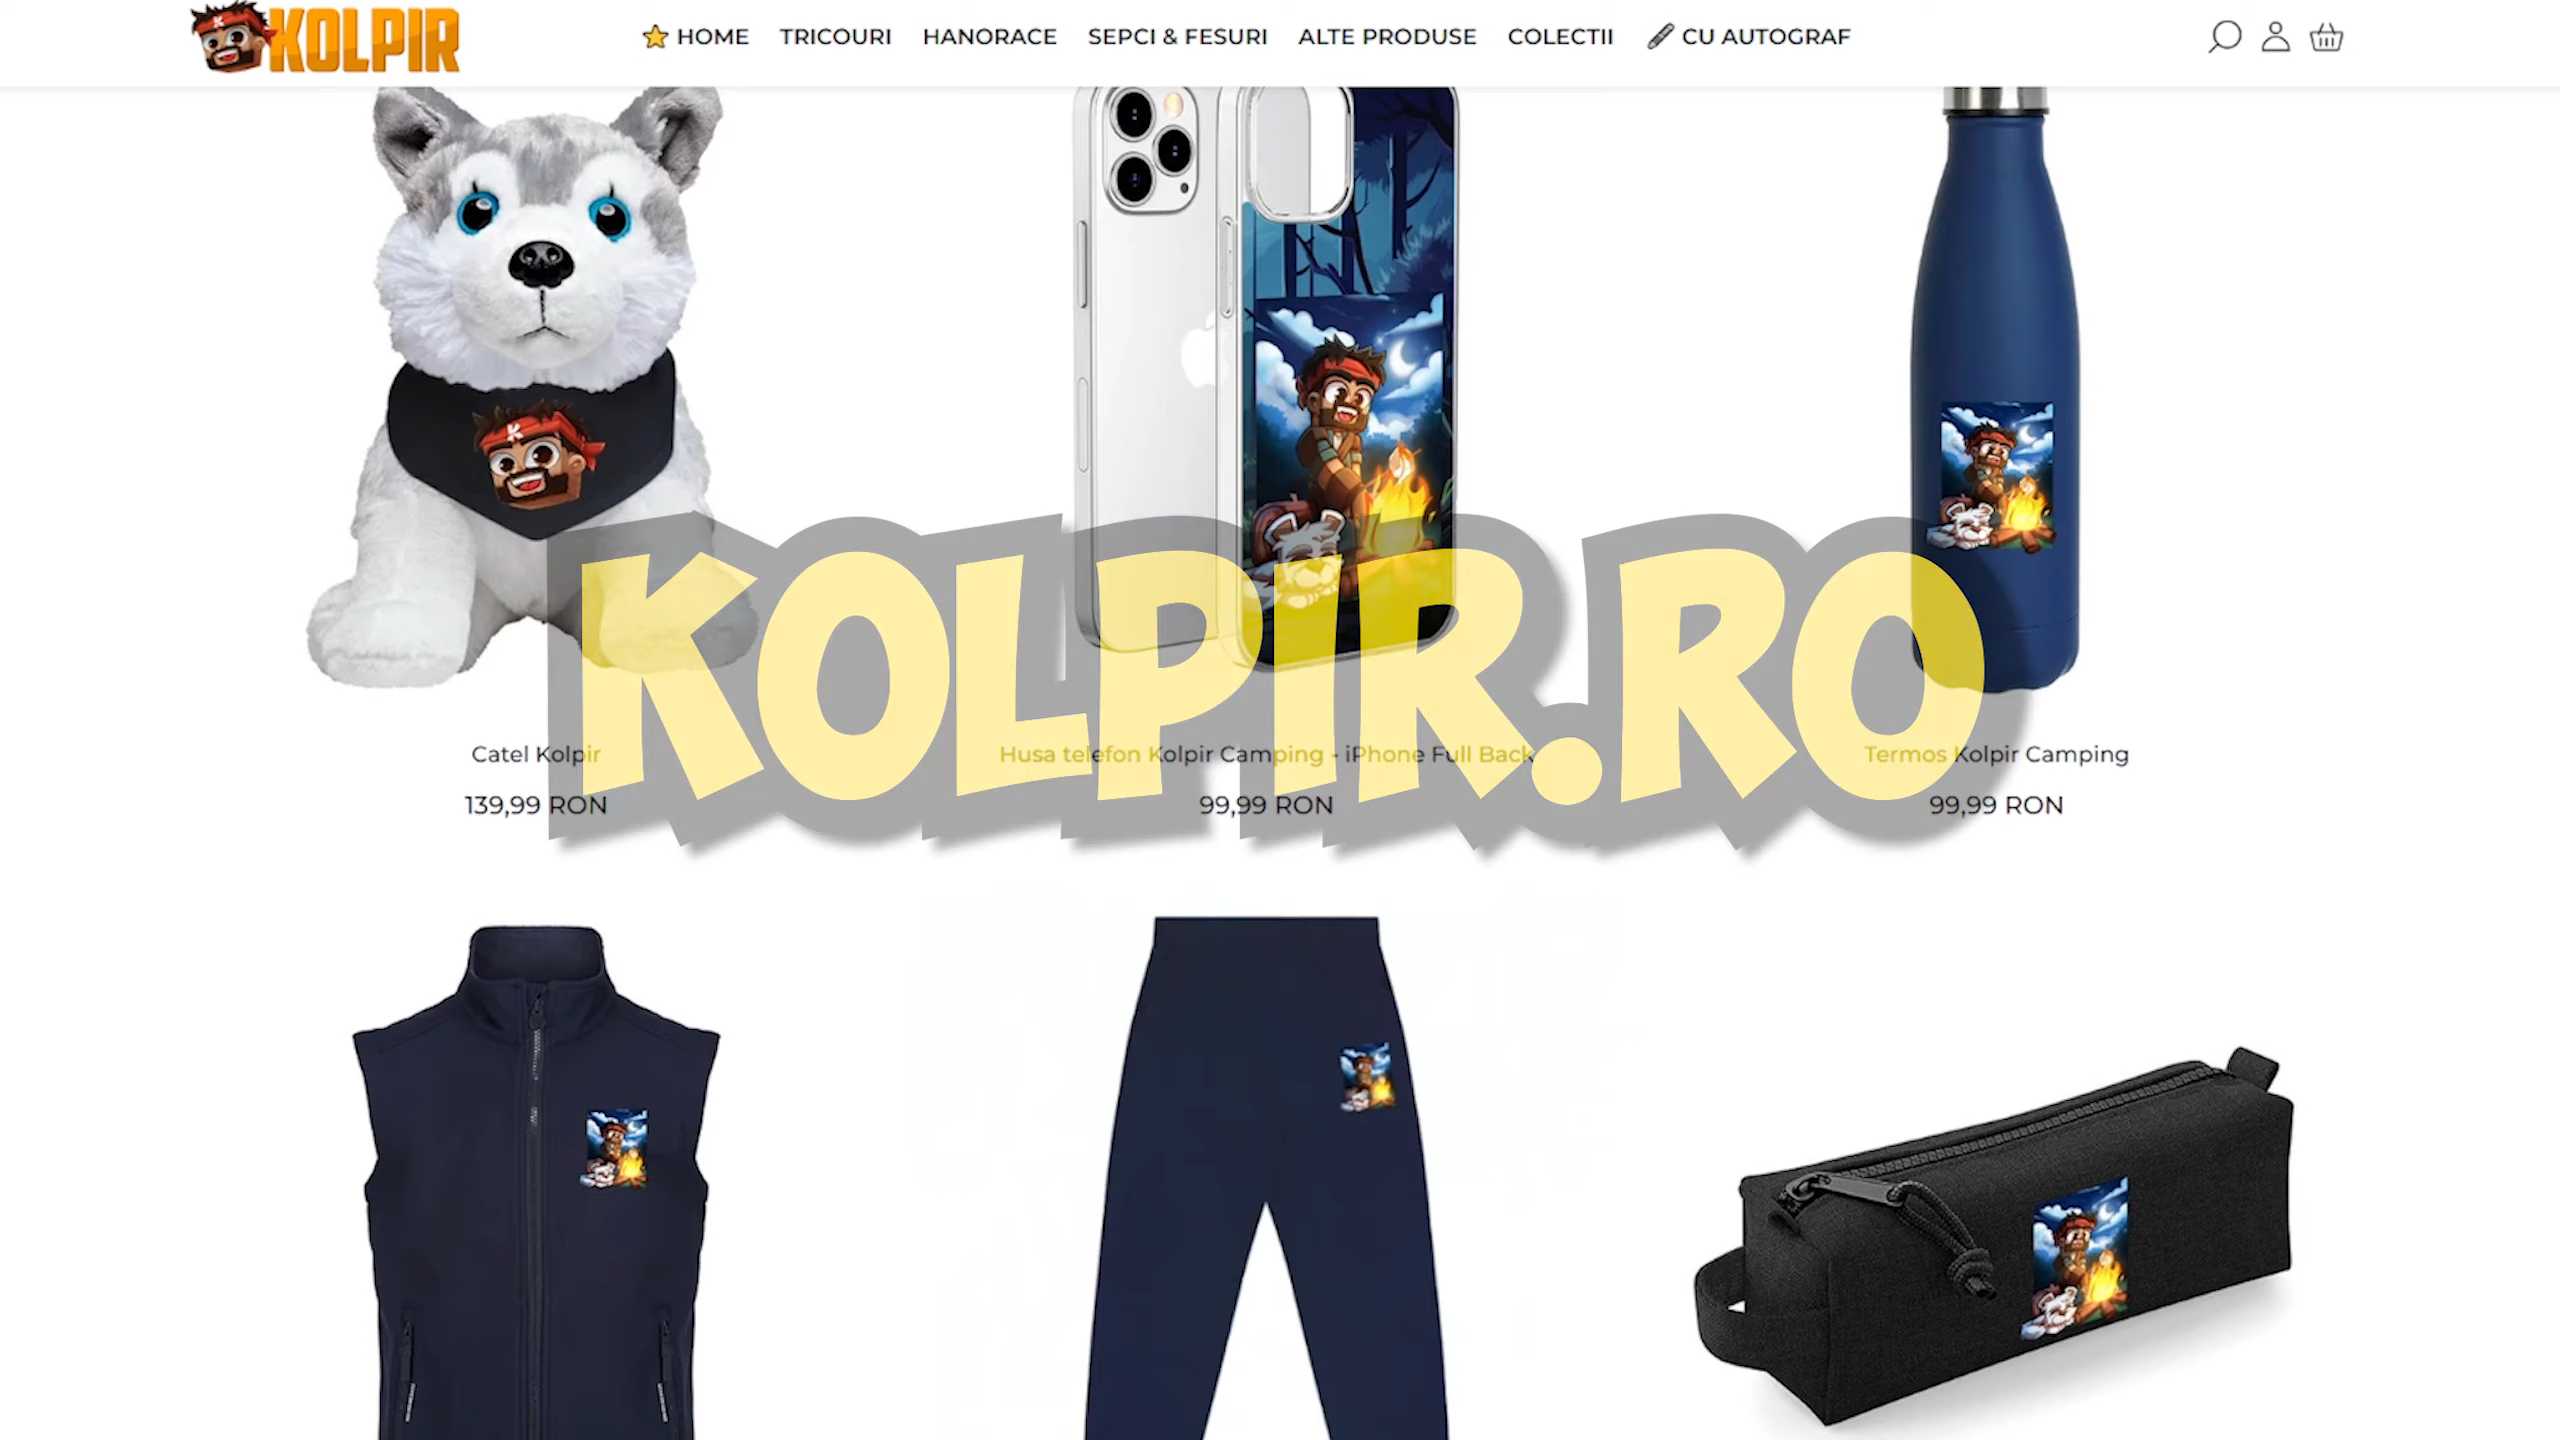 KOLPIR
HOME TRICOURI HANORACE SEPCI & FESURI ALTE PRODUSE COLECTII CU AUTOGRAF
K
KOLPIR.RO
Catel Kolpir
139,99 RON
Husa telefon Kolpir Camping - iPhone Full Back
99,99 RON
Termos Kolpir Camping
99,99 RON